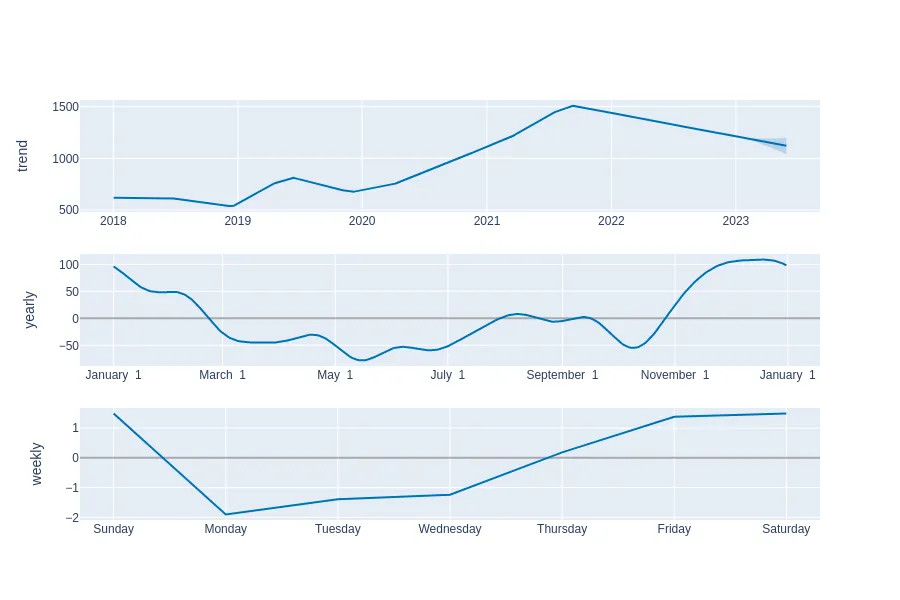 trend
1500
1000
500
2018 2019 2020 2021 2022 2023
yearly
100
50
0
−50
January 1 March 1 May 1 July 1 September 1 November 1 January 1
weekly
1
0
−1
−2
Sunday Monday Tuesday Wednesday Thursday Friday Saturday